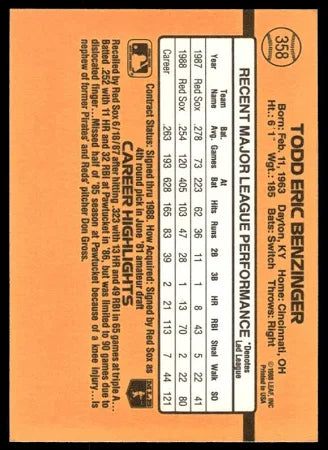 358
TODD ERIC BENZINGER
Born: Feb. 11, 1963 Dayton, KY Home: Cincinnati, OH
Ht.: 6'1" Wgt.: 185 Bats: Switch Throws: Right
RECENT MAJOR LEAGUE PERFORMANCE
*Denotes
Led League
©1988 LEAF, INC.
Printed in USA
Year Team Bat. Avg. Games At Bat Hits Runs 2B 3B HR RBI Steal Walk SO
1987 Red Sox .278 73 223 62 36 11 1 8 43 5 22 41
1988 Red Sox .254 120 405 103 47 28 1 13 70 2 22 80
Career .263 193 628 165 83 39 2 21 113 7 44 121
Contract Status: Signed thru 1988. How Acquired: Signed by Red Sox as
4th round pick in June '81 amateur draft
CAREER HIGHLIGHTS
Recalled by Red Sox 6/18/87 after hitting .323 with 13 HR and 49 RBI in 65 games at triple A...
Batted .252 with 11 HR and 32 RBI at Pawtucket in '86, but was limited to 90 games due to
dislocated finger...Missed half of '85 season at Pawtucket because of a knee injury...Is
nephew of former Pirates' and Reds' pitcher Don Gross.